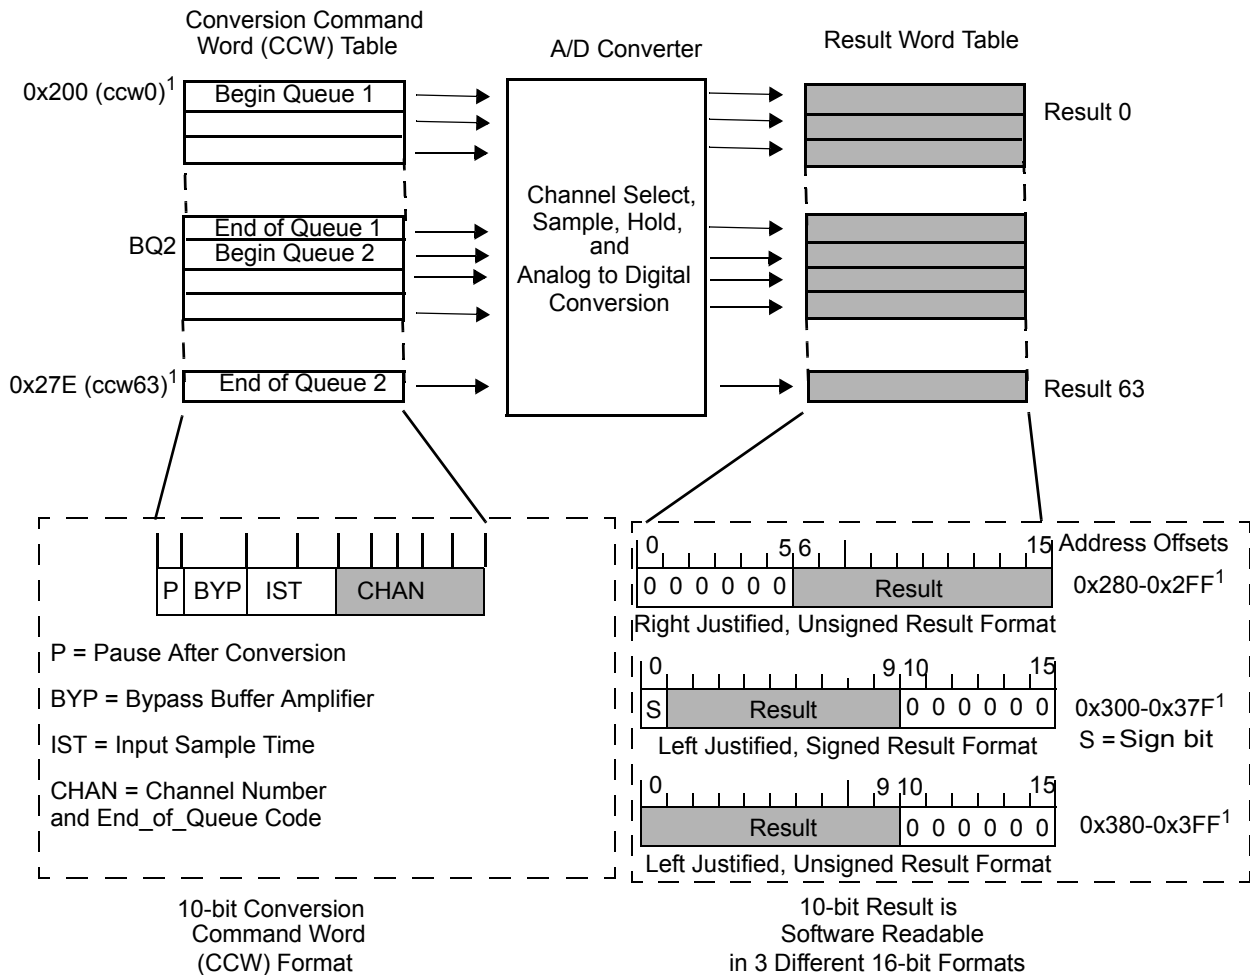 Conversion Command
Word (CCW) Table
A/D Converter
Result Word Table
0x200 (ccw0)1
Begin Queue 1
Result 0
Channel Select,
Sample, Hold,
and
Analog to Digital
Conversion
End of Queue 1
BQ2
Begin Queue 2
0x27E (ccw63)1
End of Queue 2
Result 63
P BYP IST CHAN
P = Pause After Conversion
BYP = Bypass Buffer Amplifier
IST = Input Sample Time
CHAN = Channel Number
and End_of_Queue Code
10-bit Conversion
Command Word
(CCW) Format
0 5 6 15 Address Offsets
0 0 0 0 0 0 Result 0x280-0x2FF1
Right Justified, Unsigned Result Format
0 9 10 15
S Result 0 0 0 0 0 0 0x300-0x37F1
Left Justified, Signed Result Format S = Sign bit
0 9 10 15
Result 0 0 0 0 0 0 0x380-0x3FF1
Left Justified, Unsigned Result Format
10-bit Result is
Software Readable
in 3 Different 16-bit Formats